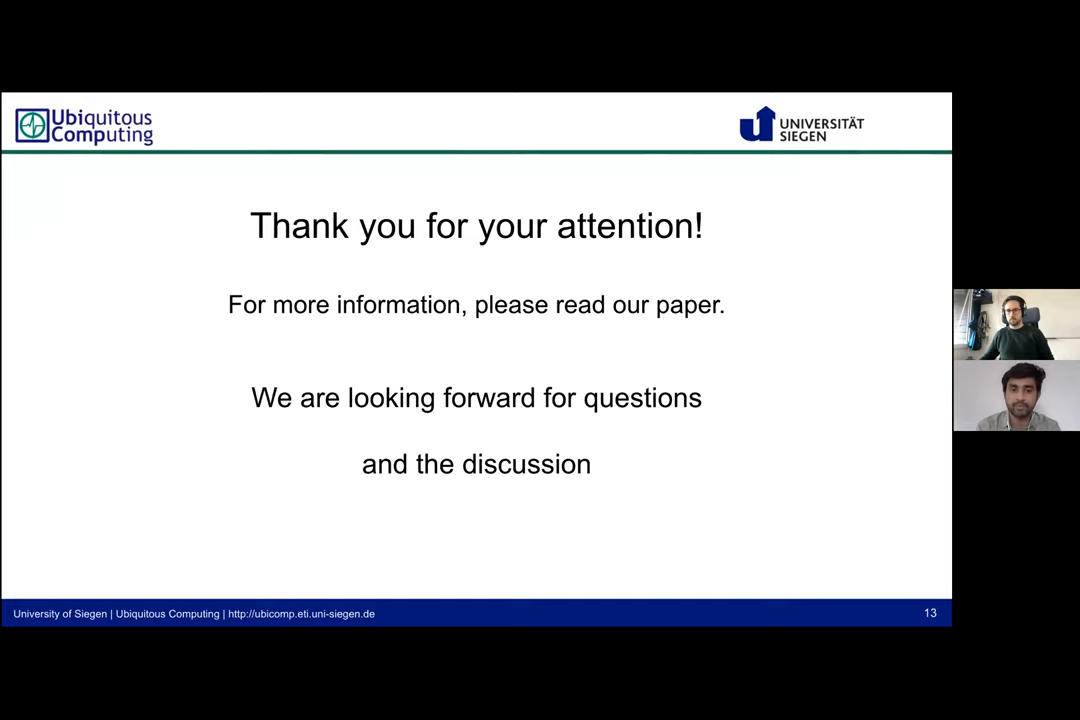 Ubiquitous
Computing
UNIVERSITÄT
SIEGEN
Thank you for your attention!
For more information, please read our paper.
We are looking forward for questions
and the discussion
University of Siegen | Ubiquitous Computing | http://ubicomp.eti.uni-siegen.de
13